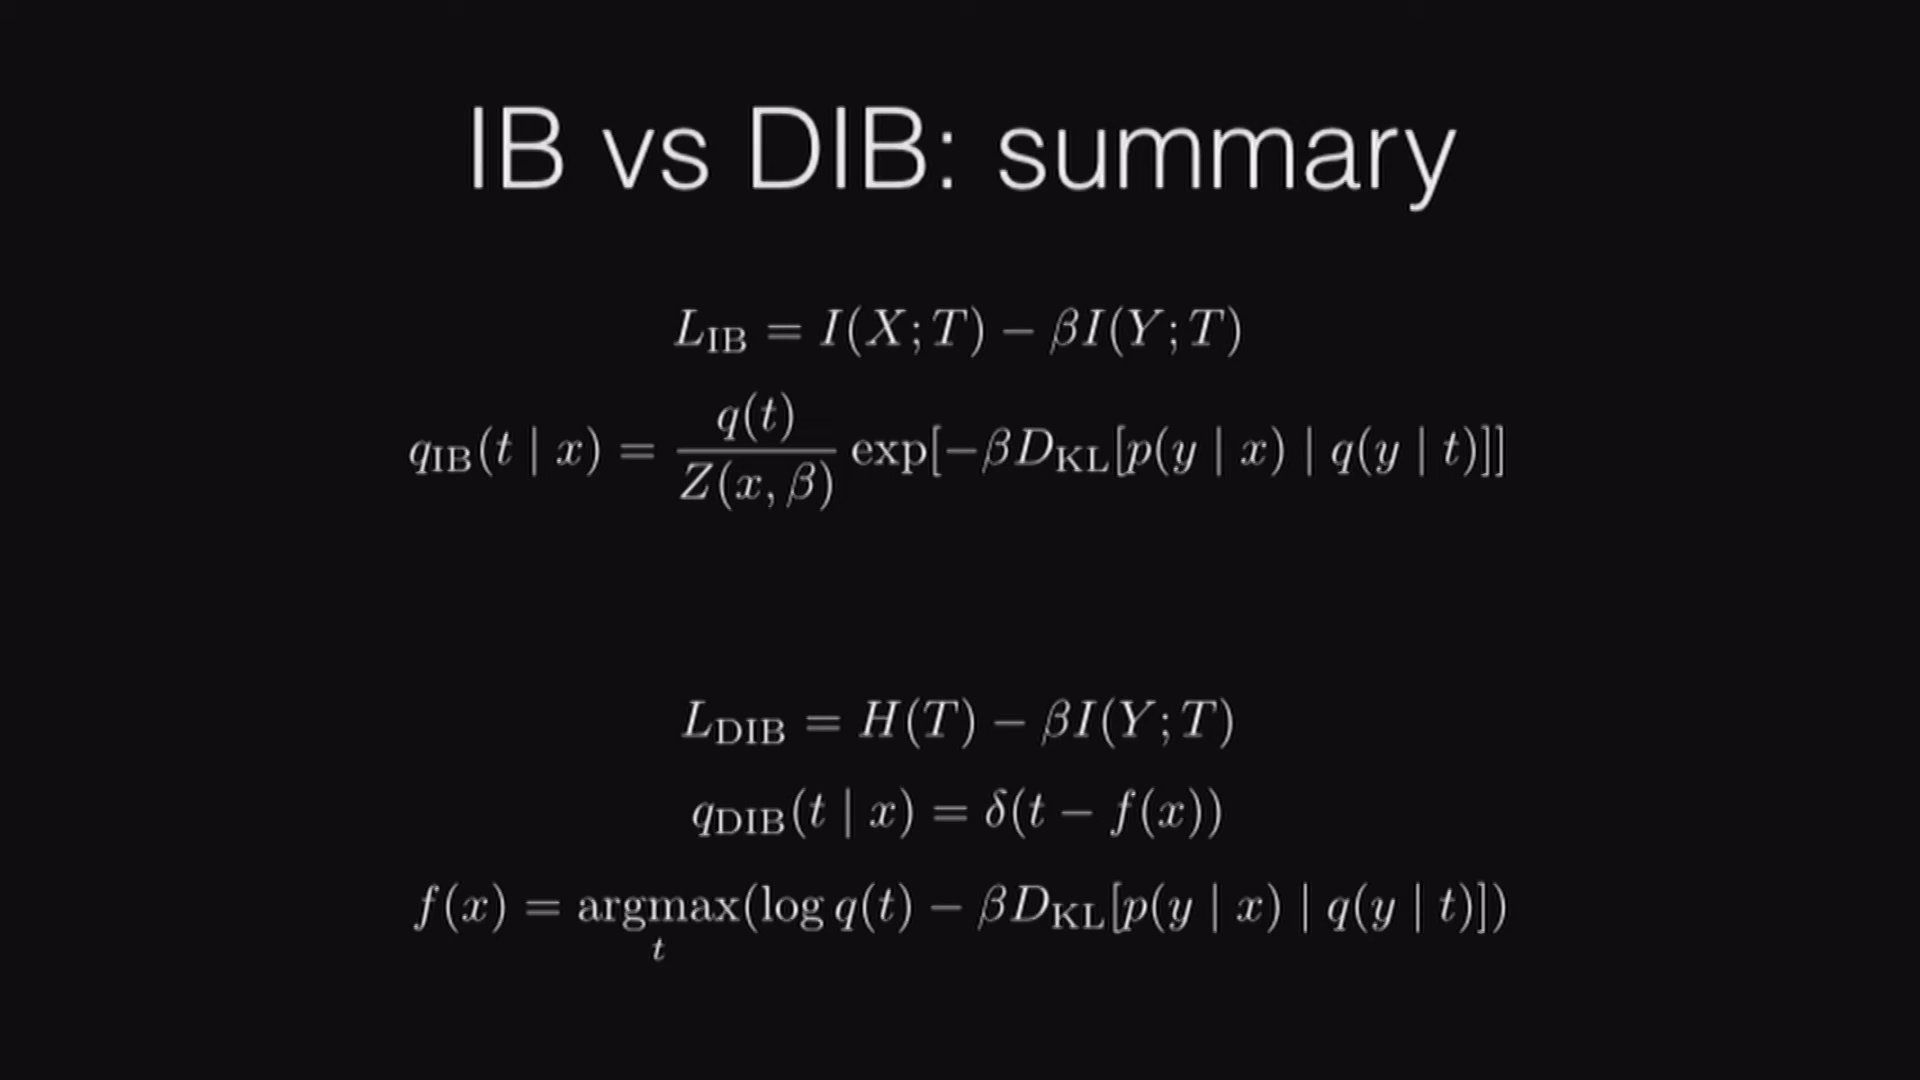 IB vs DIB: summary
L_IB = I(X; T) − βI(Y; T)
q_IB(t | x) = q(t) / Z(x, β) exp[−βD_KL[p(y | x) | q(y | t)]]
L_DIB = H(T) − βI(Y; T)
q_DIB(t | x) = δ(t − f(x))
f(x) = argmax_t(log q(t) − βD_KL[p(y | x) | q(y | t)])